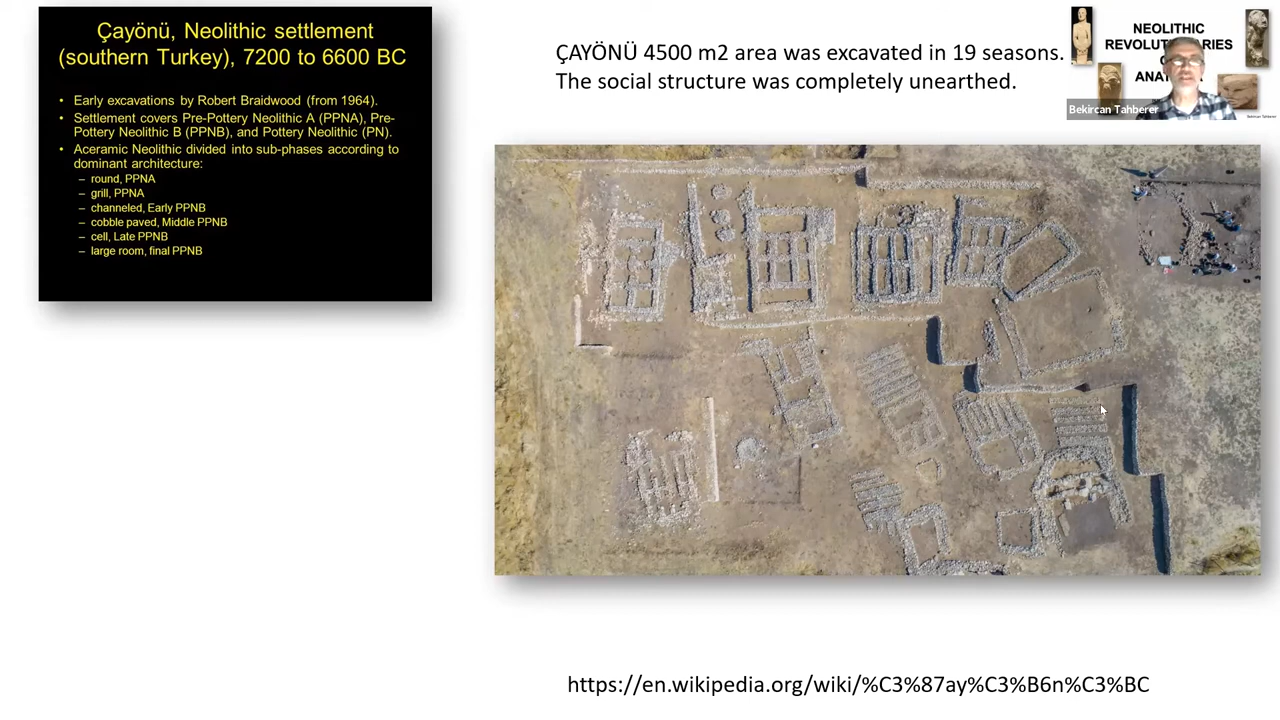 Çayönü, Neolithic settlement
(southern Turkey), 7200 to 6600 BC
• Early excavations by Robert Braidwood (from 1964).
• Settlement covers Pre-Pottery Neolithic A (PPNA), Pre-
Pottery Neolithic B (PPNB), and Pottery Neolithic (PN).
• Aceramic Neolithic divided into sub-phases according to
dominant architecture:
– round, PPNA
– grill, PPNA
– channeled, Early PPNB
– cobble paved, Middle PPNB
– cell, Late PPNB
– large room, final PPNB
ÇAYÖNÜ 4500 m2 area was excavated in 19 seasons.
The social structure was completely unearthed.
NEOLITHIC
Bekircan Tahberer
Bekircan Tahberer
https://en.wikipedia.org/wiki/%C3%87ay%C3%B6n%C3%BC